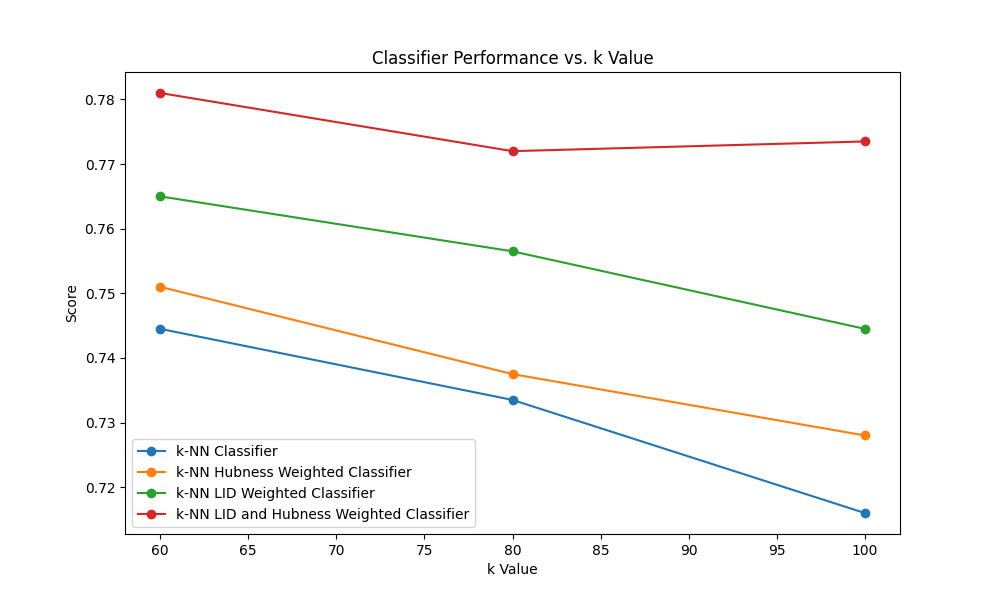 Classifier Performance vs. k Value
0.78
0.77
0.76
0.75
0.74
0.73
0.72
Score
k-NN Classifier
k-NN Hubness Weighted Classifier
k-NN LID Weighted Classifier
k-NN LID and Hubness Weighted Classifier
60 65 70 75 80 85 90 95 100
k Value